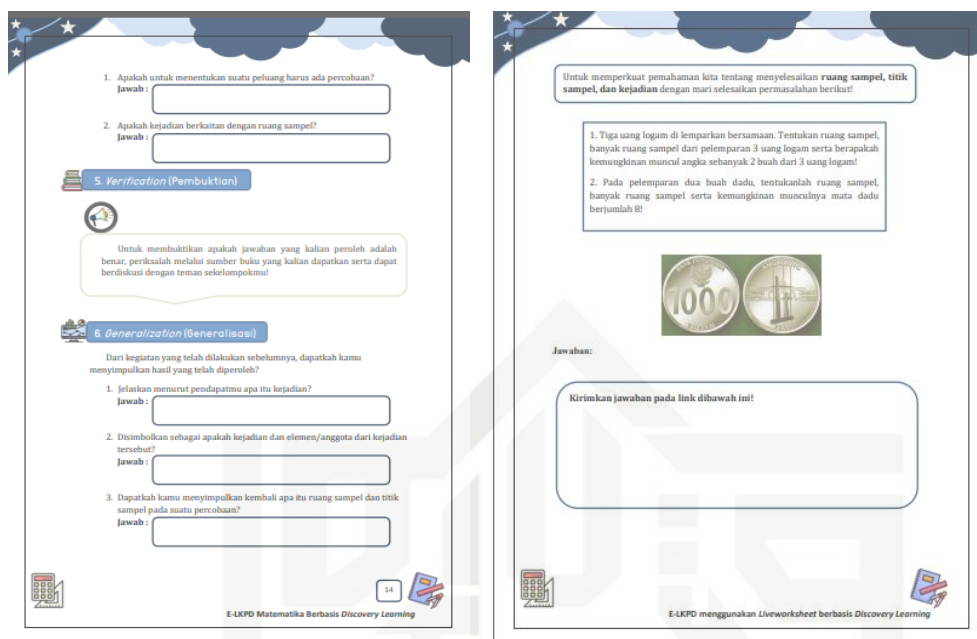 1. Apakah untuk menentukan suatu peluang harus ada percobaan?
Jawab :
2. Apakah kejadian berkaitan dengan ruang sampel?
Jawab :
5. Verification (Pembuktian)
Untuk membuktikan apakah jawaban yang kalian peroleh adalah
benar, periksalah melalui sumber buku yang kalian dapatkan serta dapat
berdiskusi dengan teman sekelompokmu!
6. Generalization (Generalisasi)
Dari kegiatan yang telah dilakukan sebelumnya, dapatkah kamu
menyimpulkan hasil yang telah diperoleh?
1. Jelaskan menurut pendapatmu apa itu kejadian?
Jawab :
2. Disimbolkan sebagai apakah kejadian dan elemen/anggota dari kejadian
tersebut?
Jawab :
3. Dapatkah kamu menyimpulkan kembali apa itu ruang sampel dan titik
sampel pada suatu percobaan?
Jawab :
14
E-LKPD Matematika Berbasis Discovery Learning
Untuk memperkuat pemahaman kita tentang menyelesaikan ruang sampel, titik
sampel, dan kejadian dengan mari selesaikan permasalahan berikut!
1. Tiga uang logam di lemparkan bersamaan. Tentukan ruang sampel,
banyak ruang sampel dari pelemparan 3 uang logam serta berapakah
kemungkinan muncul angka sebanyak 2 buah dari 3 uang logam!
2. Pada pelemparan dua buah dadu, tentukanlah ruang sampel,
banyak ruang sampel serta kemungkinan munculnya mata dadu
berjumlah 8!
1000
Jawaban:
Kirimkan jawaban pada link dibawah ini!
E-LKPD menggunakan Liveworksheet berbasis Discovery Learning